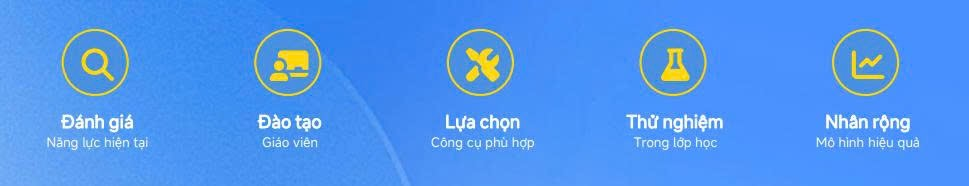 Đánh giá
Năng lực hiện tại
Đào tạo
Giáo viên
Lựa chọn
Công cụ phù hợp
Thử nghiệm
Trong lớp học
Nhân rộng
Mô hình hiệu quả